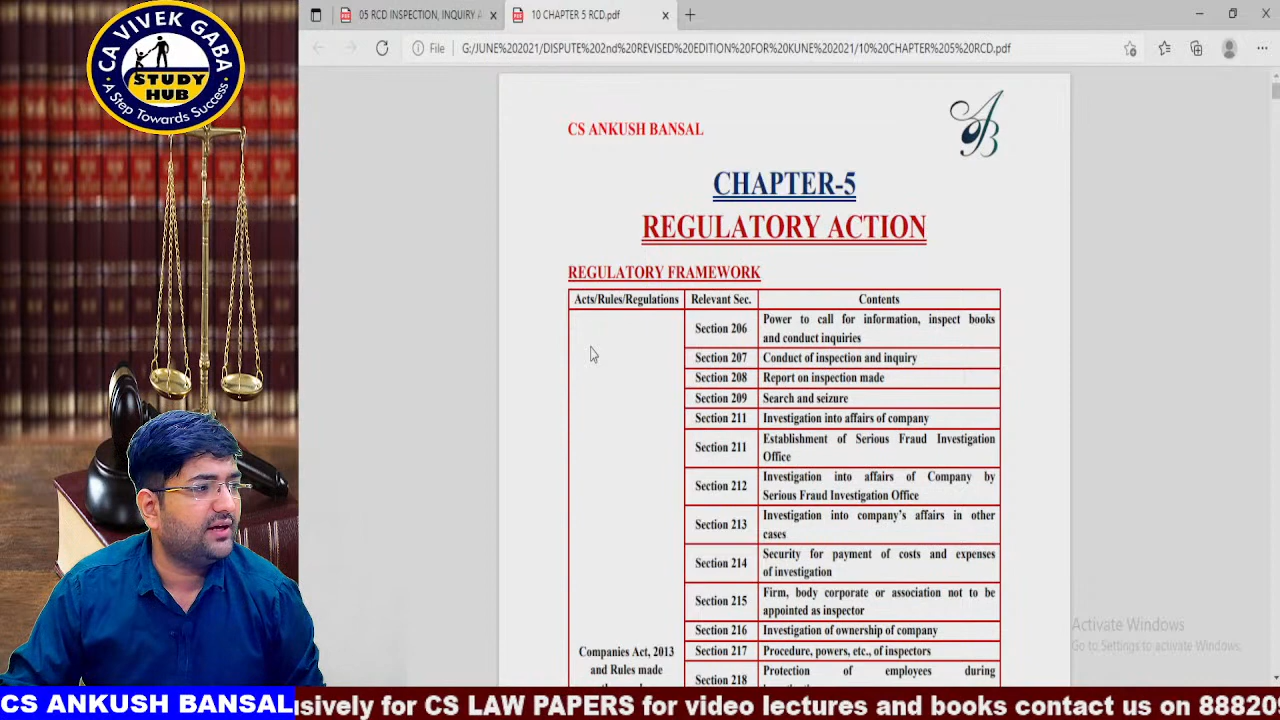 CA VIVEK GABA
STUDY
HUB
A Step Towards Success
05 RCD INSPECTION, INQUIRY A
10 CHAPTER 5 RCD.pdf
File
G:/JUNE%202021/DISPUTE%202nd%20REVISED%20EDITION%20FOR%20JUNE%202021/10%20CHAPTER%205%20RCD.pdf
CS ANKUSH BANSAL
AB
CHAPTER-5
REGULATORY ACTION
REGULATORY FRAMEWORK
Acts/Rules/Regulations Relevant Sec. Contents
Section 206 Power to call for information, inspect books
and conduct inquiries
Section 207 Conduct of inspection and inquiry
Section 208 Report on inspection made
Section 209 Search and seizure
Section 211 Investigation into affairs of company
Section 211 Establishment of Serious Fraud Investigation
Office
Section 212 Investigation into affairs of Company by
Serious Fraud Investigation Office
Section 213 Investigation into company's affairs in other
cases
Section 214 Security for payment of costs and expenses
of investigation
Section 215 Firm, body corporate or association not to be
appointed as inspector
Section 216 Investigation of ownership of company
Companies Act, 2013 Section 217 Procedure, powers, etc., of inspectors
and Rules made Section 218 Protection of employees during
Activate Windows
Go to Settings to activate Windows.
CS ANKUSH BANSAL
usively for CS LAW PAPERS for video lectures and books contact us on 88820